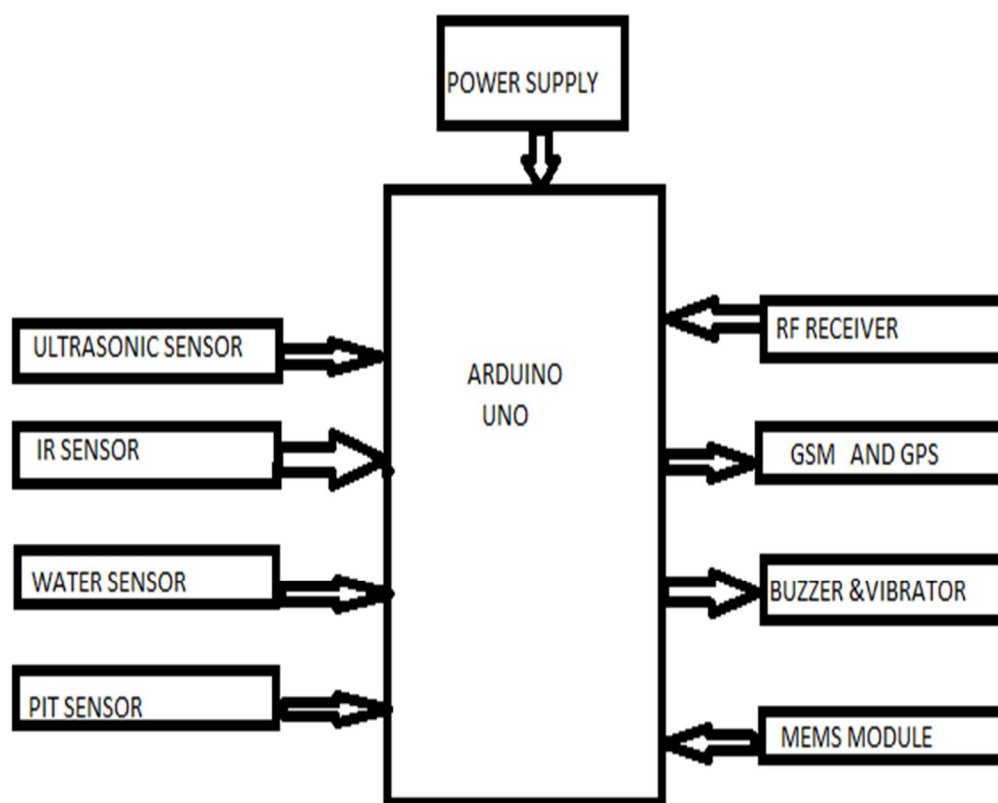 POWER SUPPLY
ULTRASONIC SENSOR
IR SENSOR
WATER SENSOR
PIT SENSOR
ARDUINO
UNO
RF RECEIVER
GSM AND GPS
BUZZER &VIBRATOR
MEMS MODULE